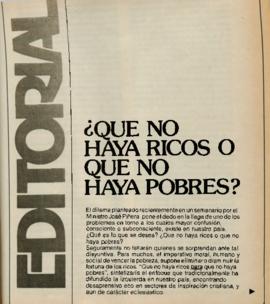 EDITORIAL
¿QUE NO
HAYA RICOS O
QUE NO
HAYA POBRES?
El dilema planteado recientemente en un semanario por el
Ministro José Piñera pone el dedo en la llaga de uno de los
problemas en torno a los cuales mayor confusión,
consciente o subconsciente, existe en nuestro país.
¿Qué es lo que se desea? ¿Que no haya ricos o que no
haya pobres?
Seguramente no faltarán quienes se sorprendan ante tal
disyuntiva. Para muchos, el imperativo moral, humano y
social de vencer la pobreza, supone eliminar o disminuir la
fortuna de los ricos. "Que no haya ricos para que no haya
pobres", sintetizaría el enfoque que tradicionalmente ha
difundido la izquierda en nuestro país, encontrando
desaprensivo eco en sectores de inspiración cristiana, y
aun de carácter eclesiástico.